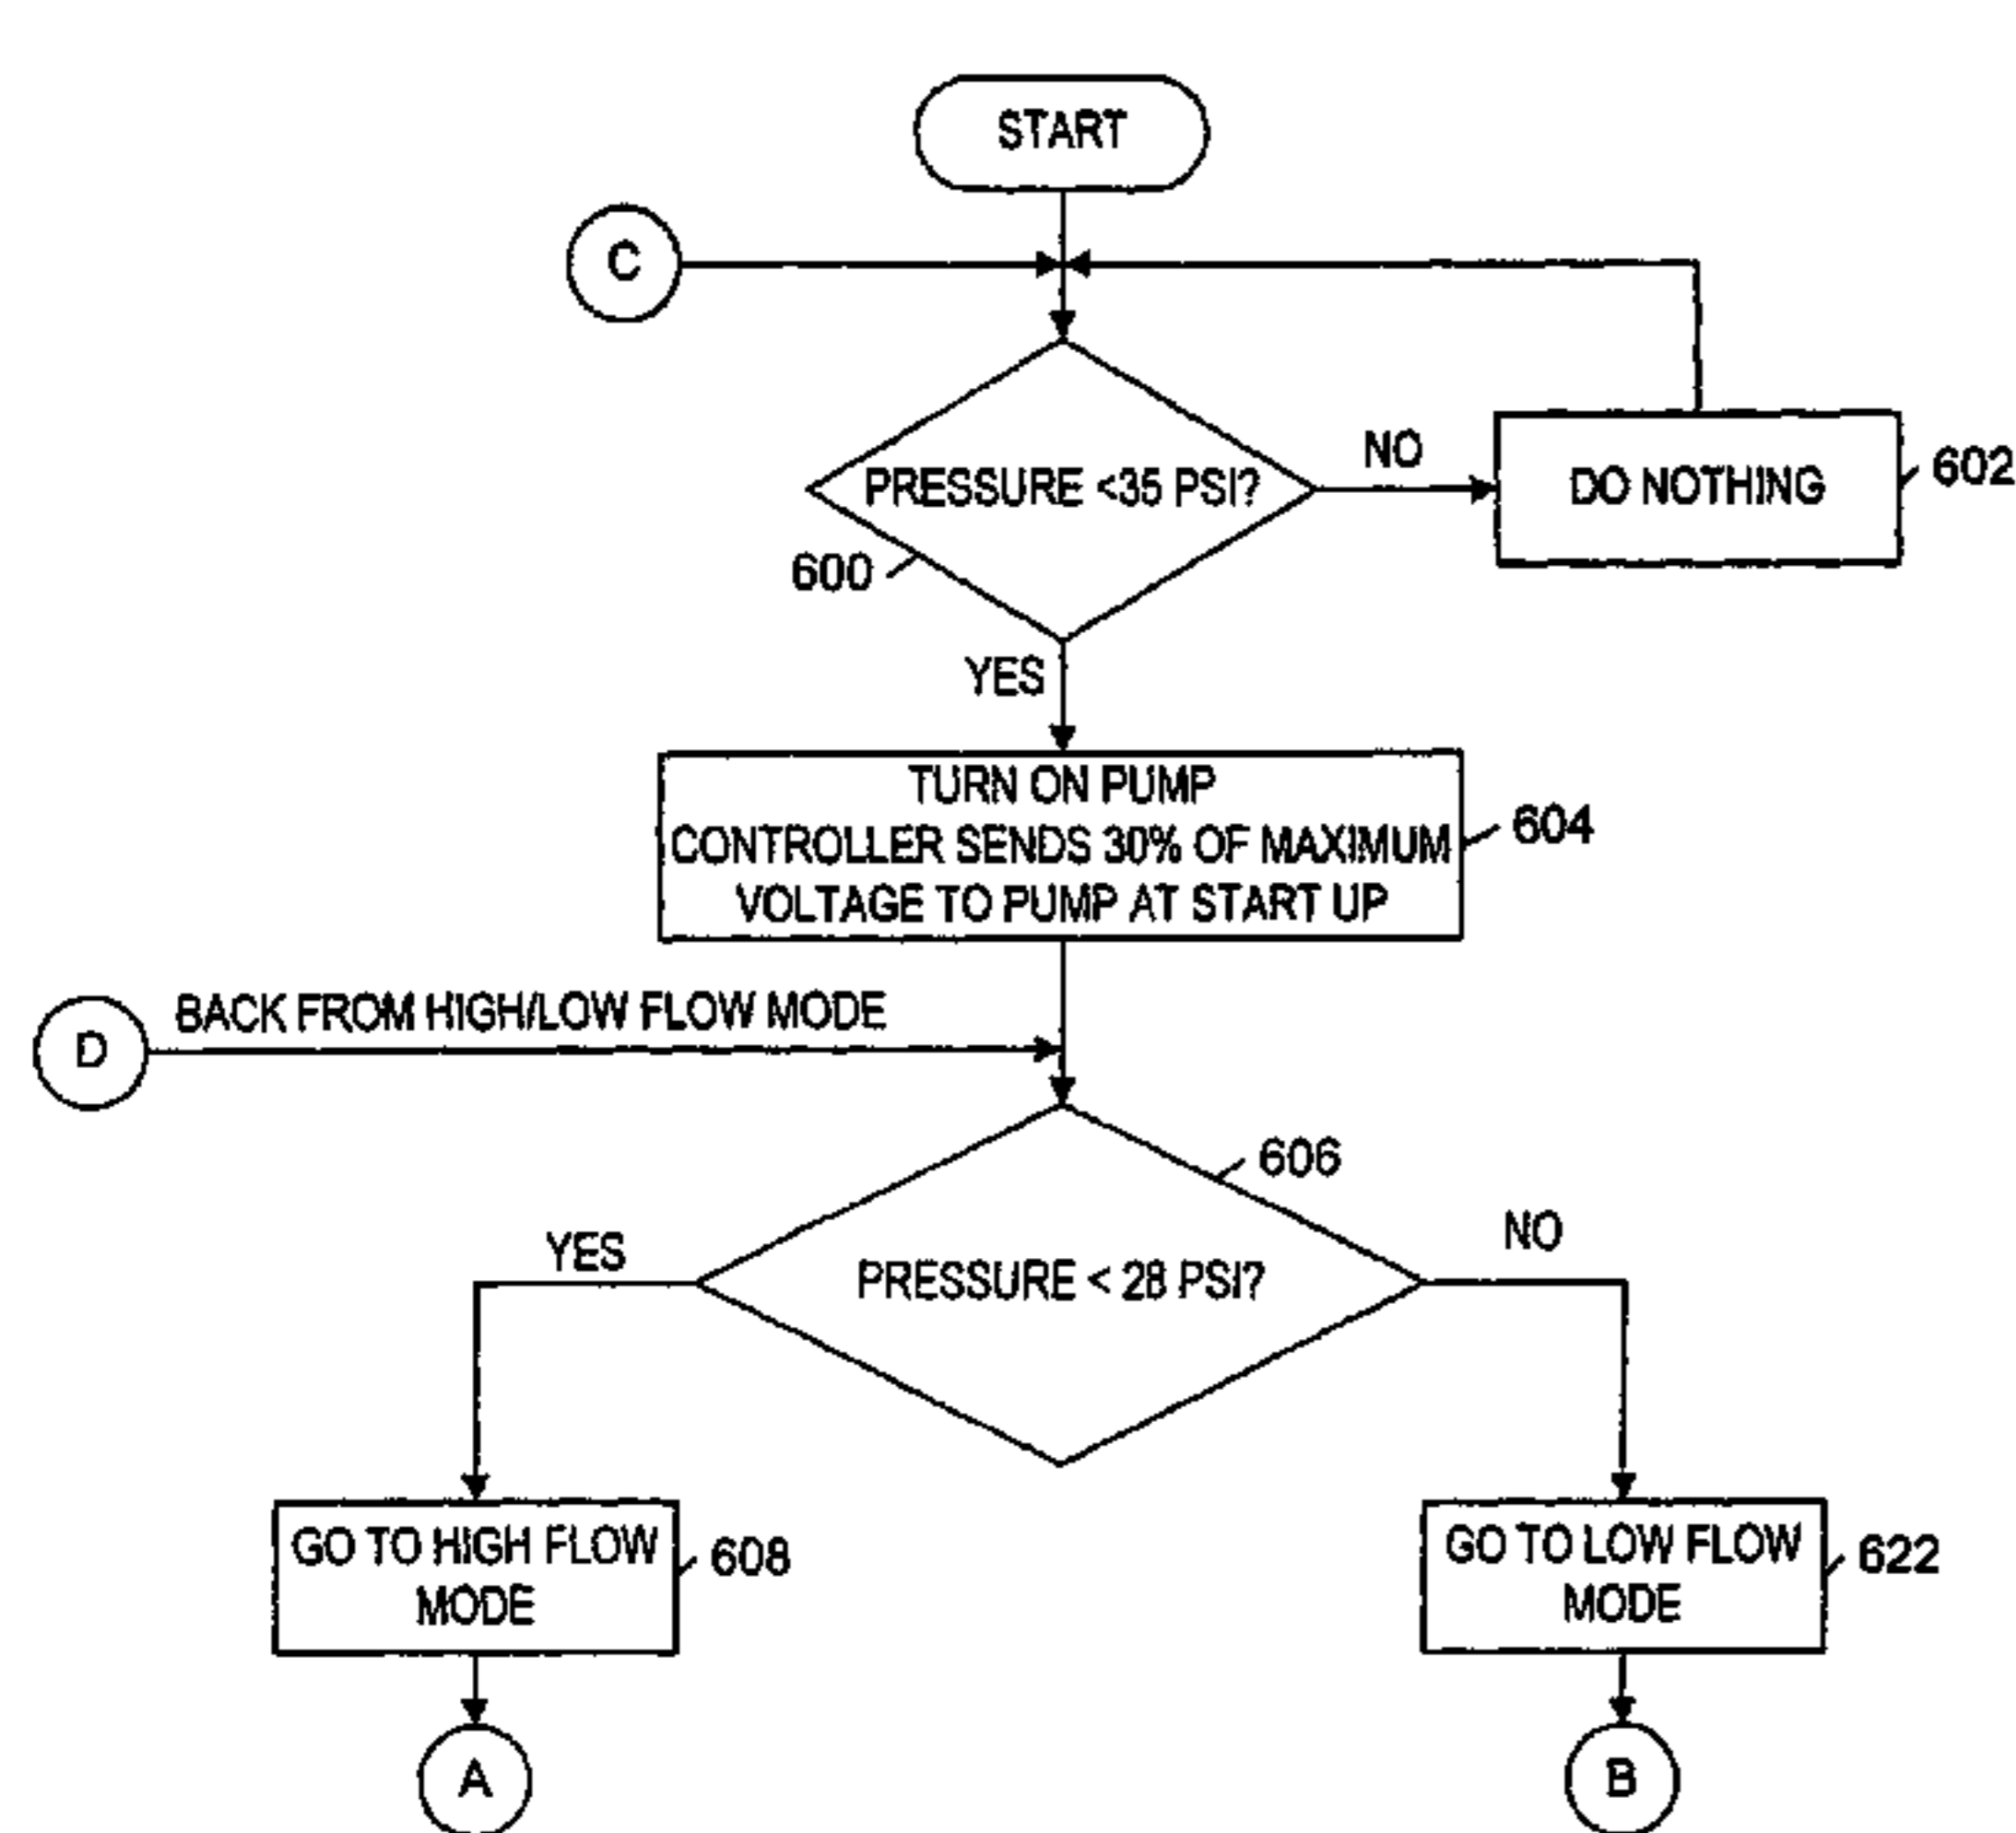 START
C
PRESSURE <35 PSI?
NO
DO NOTHING
602
600
YES
TURN ON PUMP
CONTROLLER SENDS 30% OF MAXIMUM
VOLTAGE TO PUMP AT START UP
604
D
BACK FROM HIGH/LOW FLOW MODE
606
YES
PRESSURE < 28 PSI?
NO
GO TO HIGH FLOW
MODE
608
GO TO LOW FLOW
MODE
622
A
B